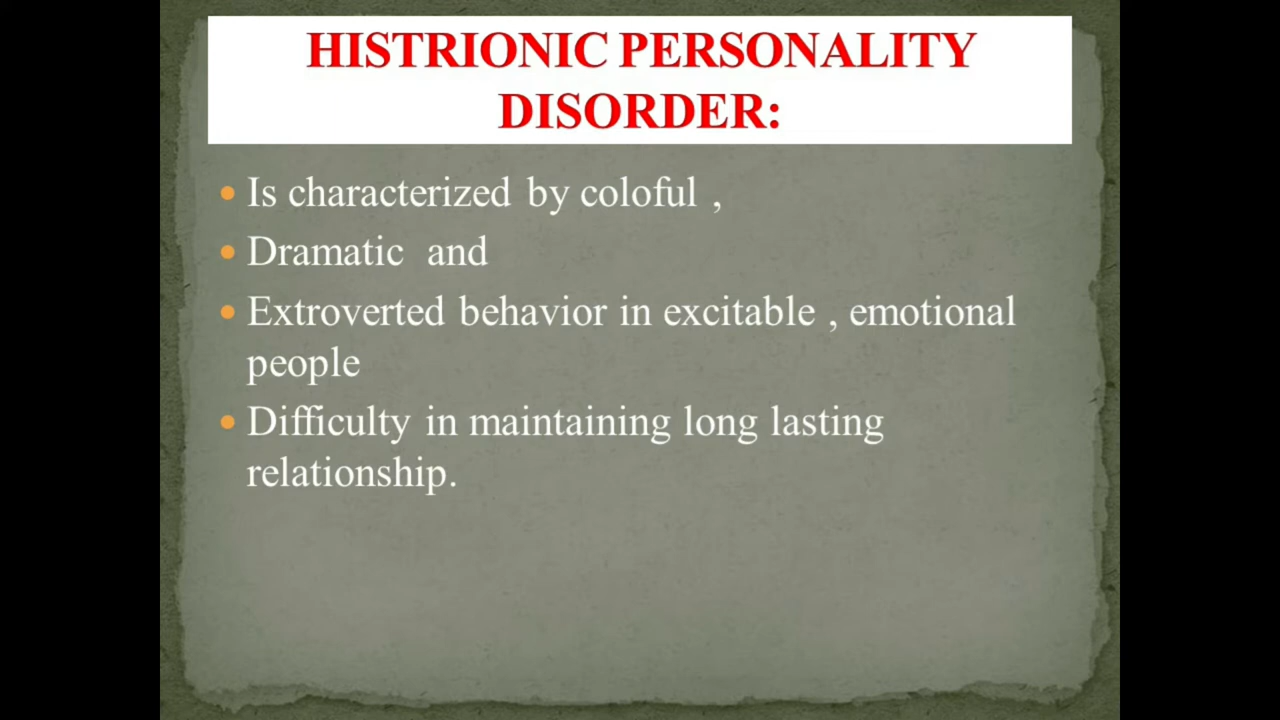 HISTRIONIC PERSONALITY
DISORDER:
• Is characterized by coloful ,
• Dramatic and
• Extroverted behavior in excitable , emotional
people
• Difficulty in maintaining long lasting
relationship.